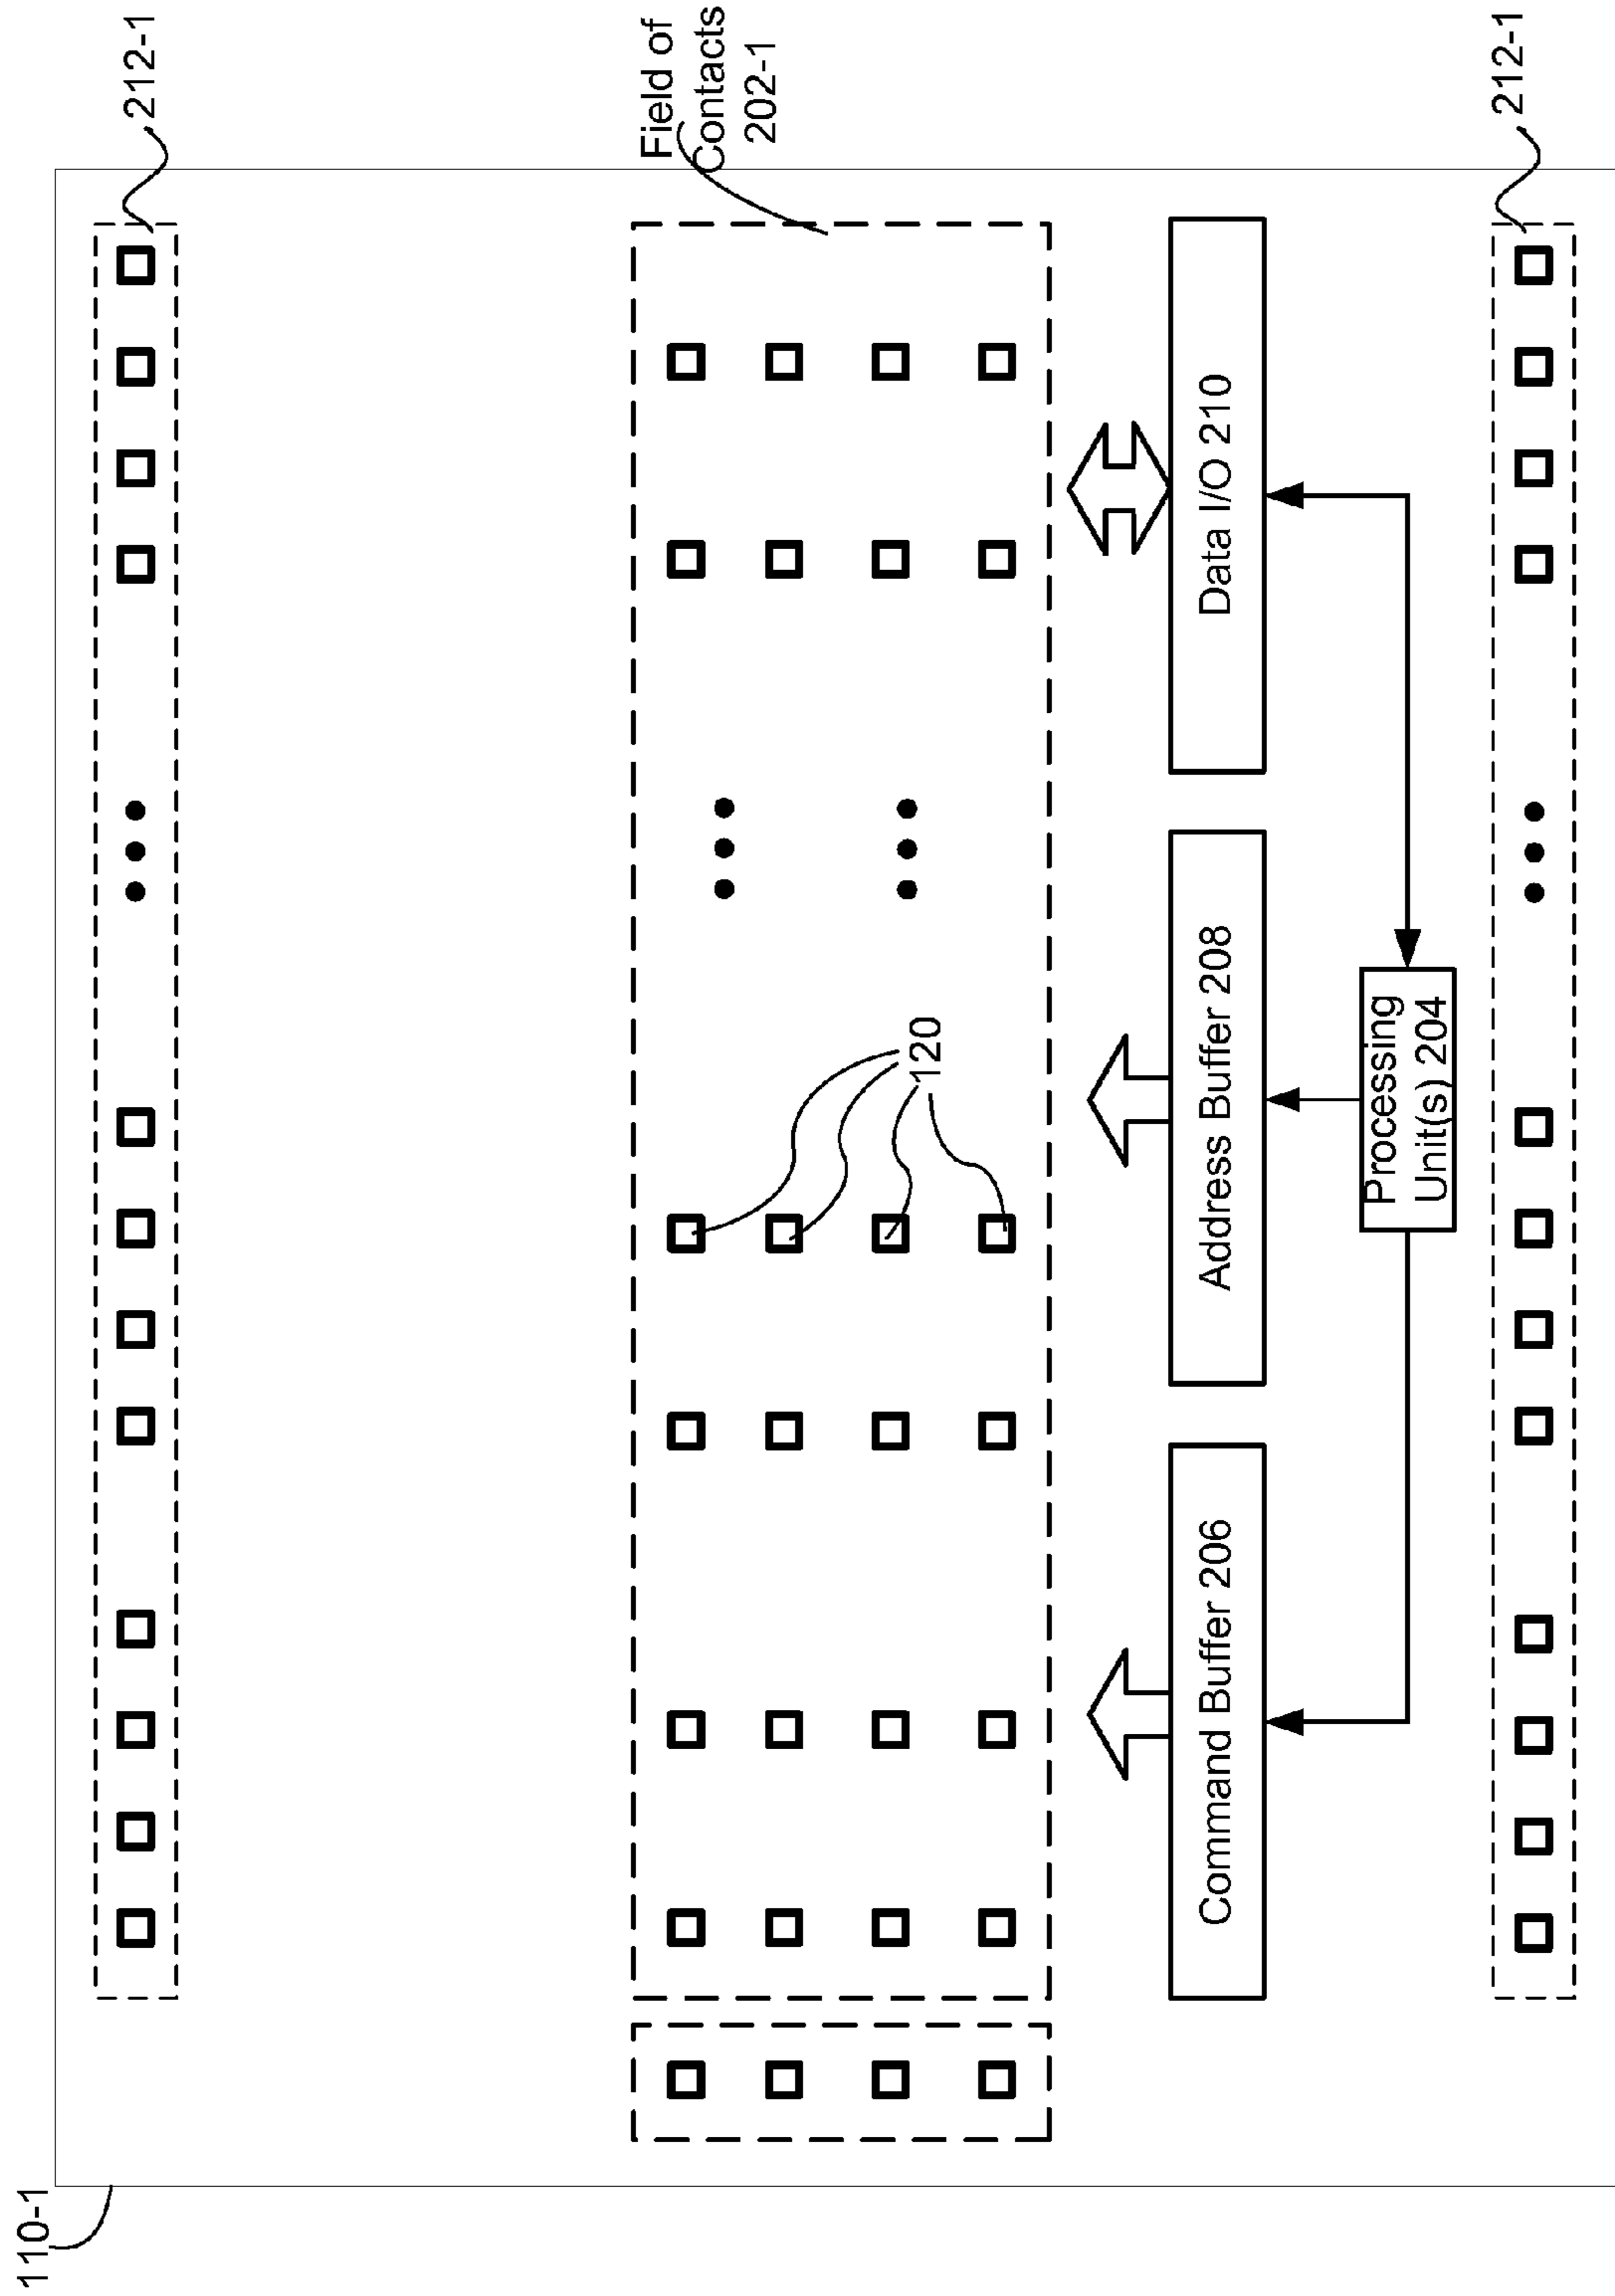 110-1
212-1
Field of
Contacts
202-1
120
Command Buffer 206
Address Buffer 208
Data I/O 210
Processing
Unit(s) 204
212-1